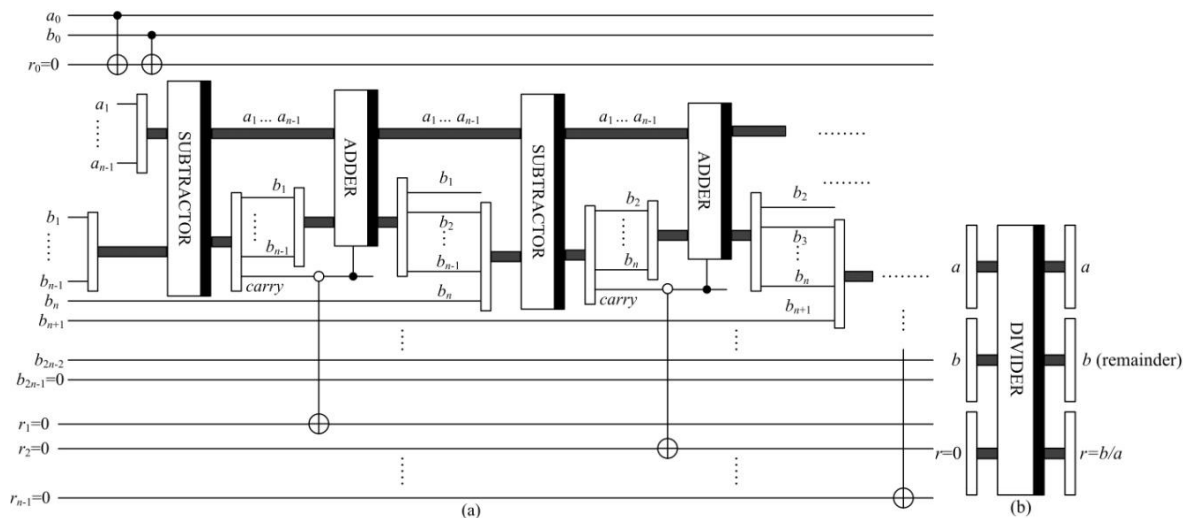 a0
b0
r0=0
a1
an-1
SUBTRACTOR
a1 ... an-1
ADDER
a1 ... an-1
SUBTRACTOR
a1 ... an-1
ADDER
b1
bn-1
b1
bn-1
carry
b1
b2
bn-1
bn
b2
bn
carry
b2
b3
bn
bn+1
bn
bn+1
b2n-2
b2n-1=0
r1=0
r2=0
rn-1=0
(a)
a
a
b
DIVIDER
b (remainder)
r=0
r=b/a
(b)